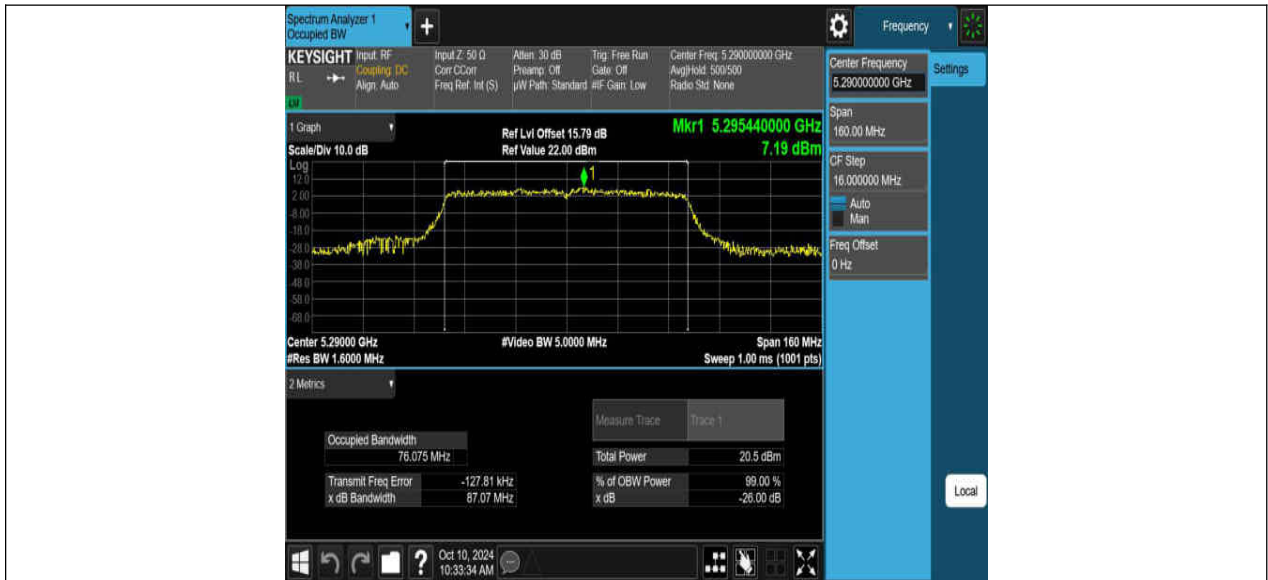 Spectrum Analyzer 1
Occupied BW
+
Frequency
KEYSIGHT
RL
LM
Input: RF
Coupling: DC
Align: Auto
Input Z: 50 Ω
Corr CCorr
Freq Ref: Int (S)
Atten: 30 dB
Preamp: Off
µW Path: Standard
Trig: Free Run
Gate: Off
#IF Gain: Low
Center Freq: 5.290000000 GHz
Avg|Hold: 500/500
Radio Std: None
Center Frequency
5.290000000 GHz
Settings
Span
160.00 MHz
CF Step
16.000000 MHz
Auto
Man
Freq Offset
0 Hz
Local
1 Graph
Scale/Div 10.0 dB
Ref Lvl Offset 15.79 dB
Ref Value 22.00 dBm
Mkr1 5.295440000 GHz
7.19 dBm
Log
12.0
2.00
-8.00
-18.0
-28.0
-38.0
-48.0
-58.0
-68.0
1
Center 5.29000 GHz
#Res BW 1.6000 MHz
#Video BW 5.0000 MHz
Span 160 MHz
Sweep 1.00 ms (1001 pts)
2 Metrics
Measure Trace Trace 1
Occupied Bandwidth
76.075 MHz
Total Power 20.5 dBm
Transmit Freq Error -127.81 kHz
% of OBW Power 99.00 %
x dB Bandwidth 87.07 MHz
x dB -26.00 dB
?
Oct 10, 2024
10:33:34 AM